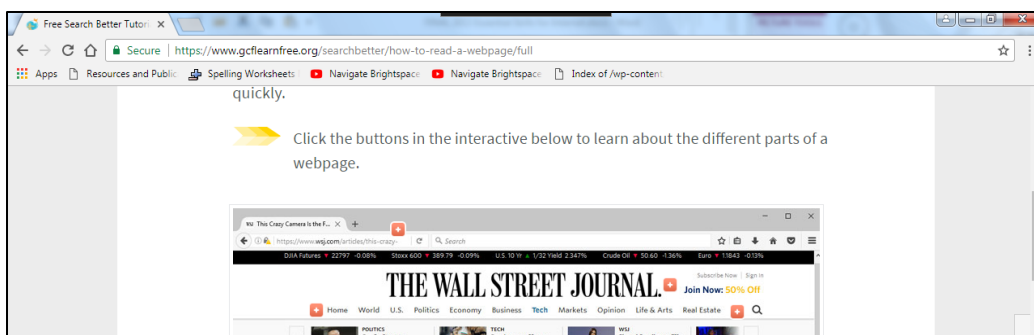 Free Search Better Tutori
Secure | https://www.gcflearnfree.org/searchbetter/how-to-read-a-webpage/full
Apps Resources and Public Spelling Worksheets Navigate Brightspace Navigate Brightspace Index of /wp-content
quickly.
Click the buttons in the interactive below to learn about the different parts of a
webpage.
WSJ This Crazy Camera Is the F...
https://www.wsj.com/articles/this-crazy- Search
DJIA Futures ▼ 22797 -0.08% Stoxx 600 ▼ 389.79 -0.09% U.S. 10 Yr ▲ 1/32 Yield 2.347% Crude Oil ▼ 50.60 -1.36% Euro ▼ 1.1843 -0.13%
THE WALL STREET JOURNAL.
Subscribe Now | Sign In
Join Now: 50% Off
Home World U.S. Politics Economy Business Tech Markets Opinion Life & Arts Real Estate
POLITICS TECH WSJ